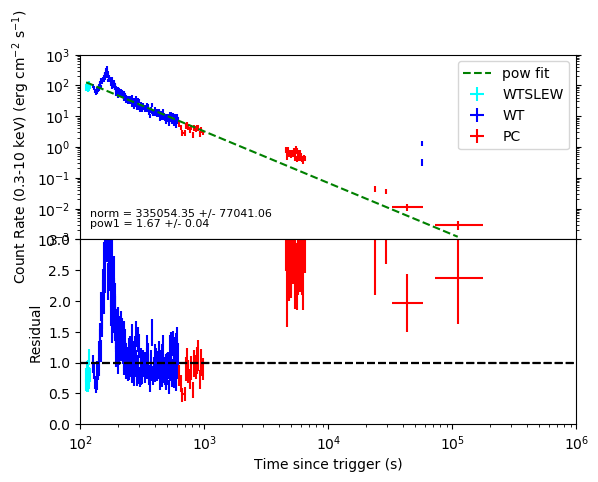 Count Rate (0.3-10 keV) (erg cm⁻² s⁻¹)
10³
10²
10¹
10⁰
10⁻¹
10⁻²
pow fit
WTSLEW
WT
PC
norm = 335054.35 +/- 77041.06
pow1 = 1.67 +/- 0.04
Residual
3.0
2.5
2.0
1.5
1.0
0.5
0.0
10² 10³ 10⁴ 10⁵ 10⁶
Time since trigger (s)